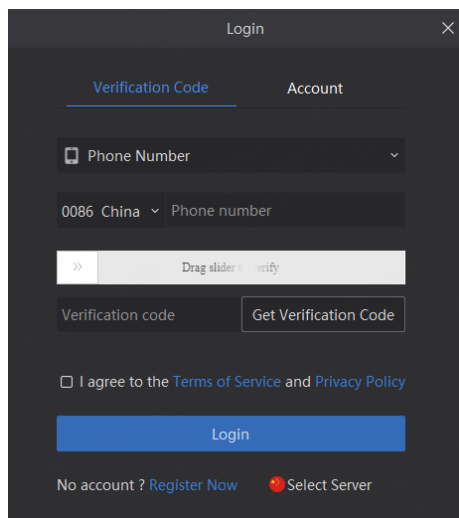 Login
Verification Code Account
Phone Number
0086 China Phone number
Drag slider
Verification code Get Verification Code
I agree to the Terms of Service and Privacy Policy
Login
No account ? Register Now Select Server